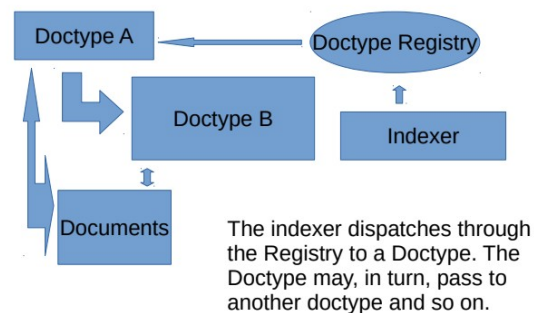 Doctype A
Doctype Registry
Doctype B
Indexer
Documents
The indexer dispatches through
the Registry to a Doctype. The
Doctype may, in turn, pass to
another doctype and so on.